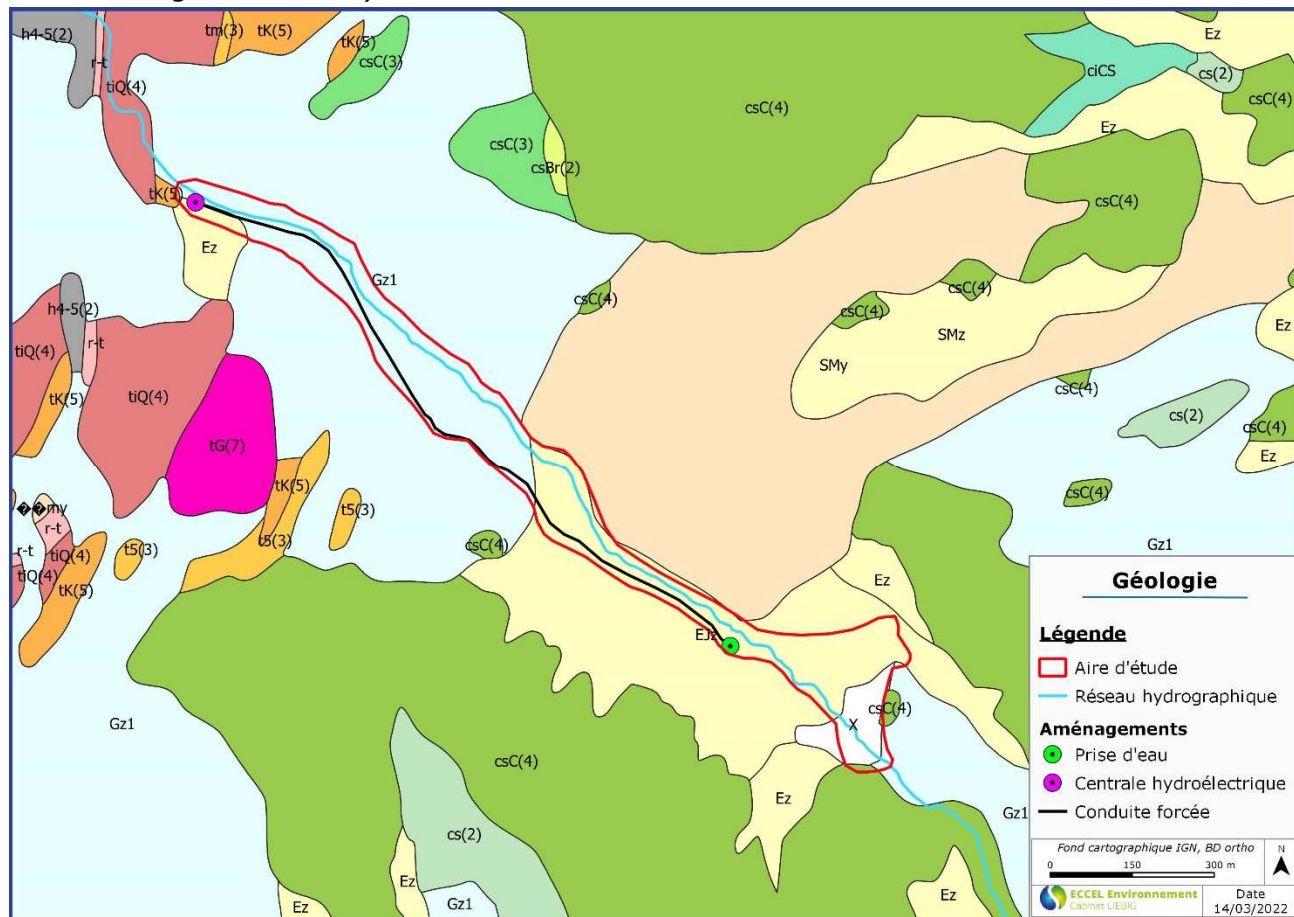 h4-5(2)
r-t
tiQ(4)
tm(3)
tK(5)
tK(5)
csC(3)
csC(3)
csBr(2)
csC(4)
Ez
ciCS
cs(2)
csC(4)
Ez
csC(4)
tK(5)
Ez
Gz1
csC(4)
csC(4)
csC(4)
SMz
SMy
Ez
h4-5(2)
r-t
tiQ(4)
tK(5)
tiQ(4)
tG(7)
csC(4)
cs(2)
csC(4)
Ez
tK(5)
t5(3)
csC(4)
��my
r-t
r-t
tiQ(4)
tiQ(4)
t5(3)
t5(3)
tK(5)
csC(4)
Gz1
Ez
EJz
csC(4)
X
Gz1
csC(4)
Ez
Gz1
cs(2)
Ez
Ez
Gz1
Ez
Géologie
Légende
Aire d'étude
Réseau hydrographique
Aménagements
Prise d'eau
Centrale hydroélectrique
Conduite forcée
Fond cartographique IGN, BD ortho
0 150 300 m
N
ECCEL Environnement
Cabinet LIEBIG
Date
14/03/2022